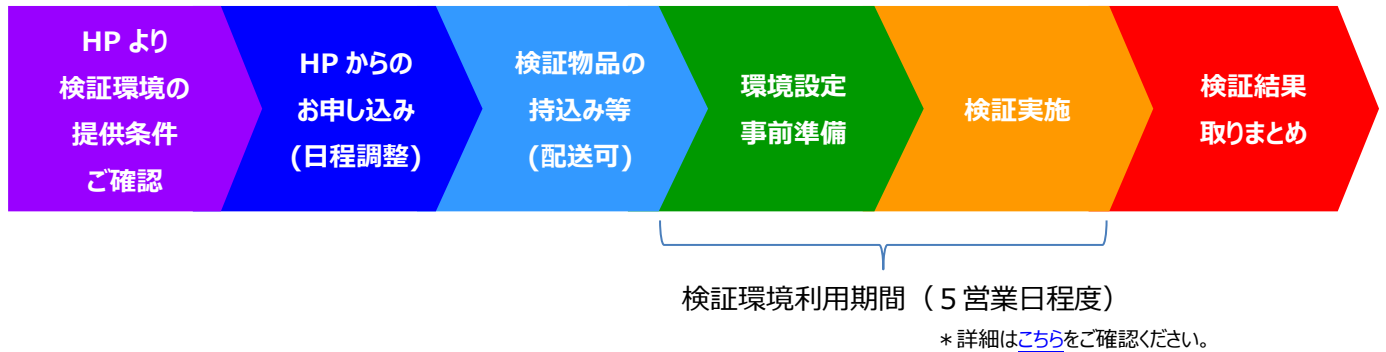 HP より
検証環境の
提供条件
ご確認
HP からの
お申し込み
(日程調整)
検証物品の
持込み等
(配送可)
環境設定
事前準備
検証実施
検証結果
取りまとめ
検証環境利用期間（５営業日程度）
＊詳細はこちらをご確認ください。